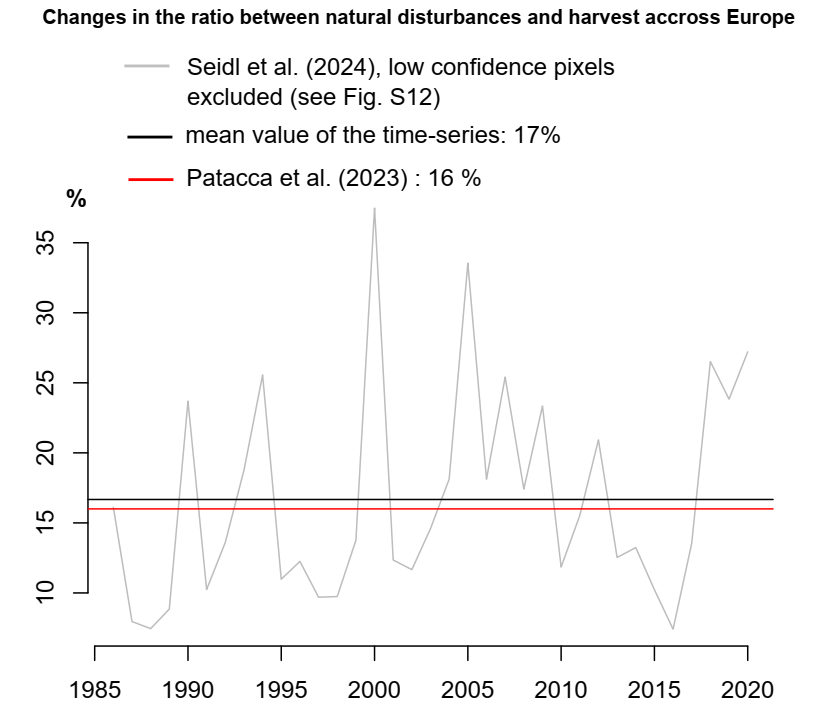 Changes in the ratio between natural disturbances and harvest accross Europe
Seidl et al. (2024), low confidence pixels
excluded (see Fig. S12)
mean value of the time-series: 17%
Patacca et al. (2023) : 16 %
%
35
30
25
20
15
10
1985 1990 1995 2000 2005 2010 2015 2020